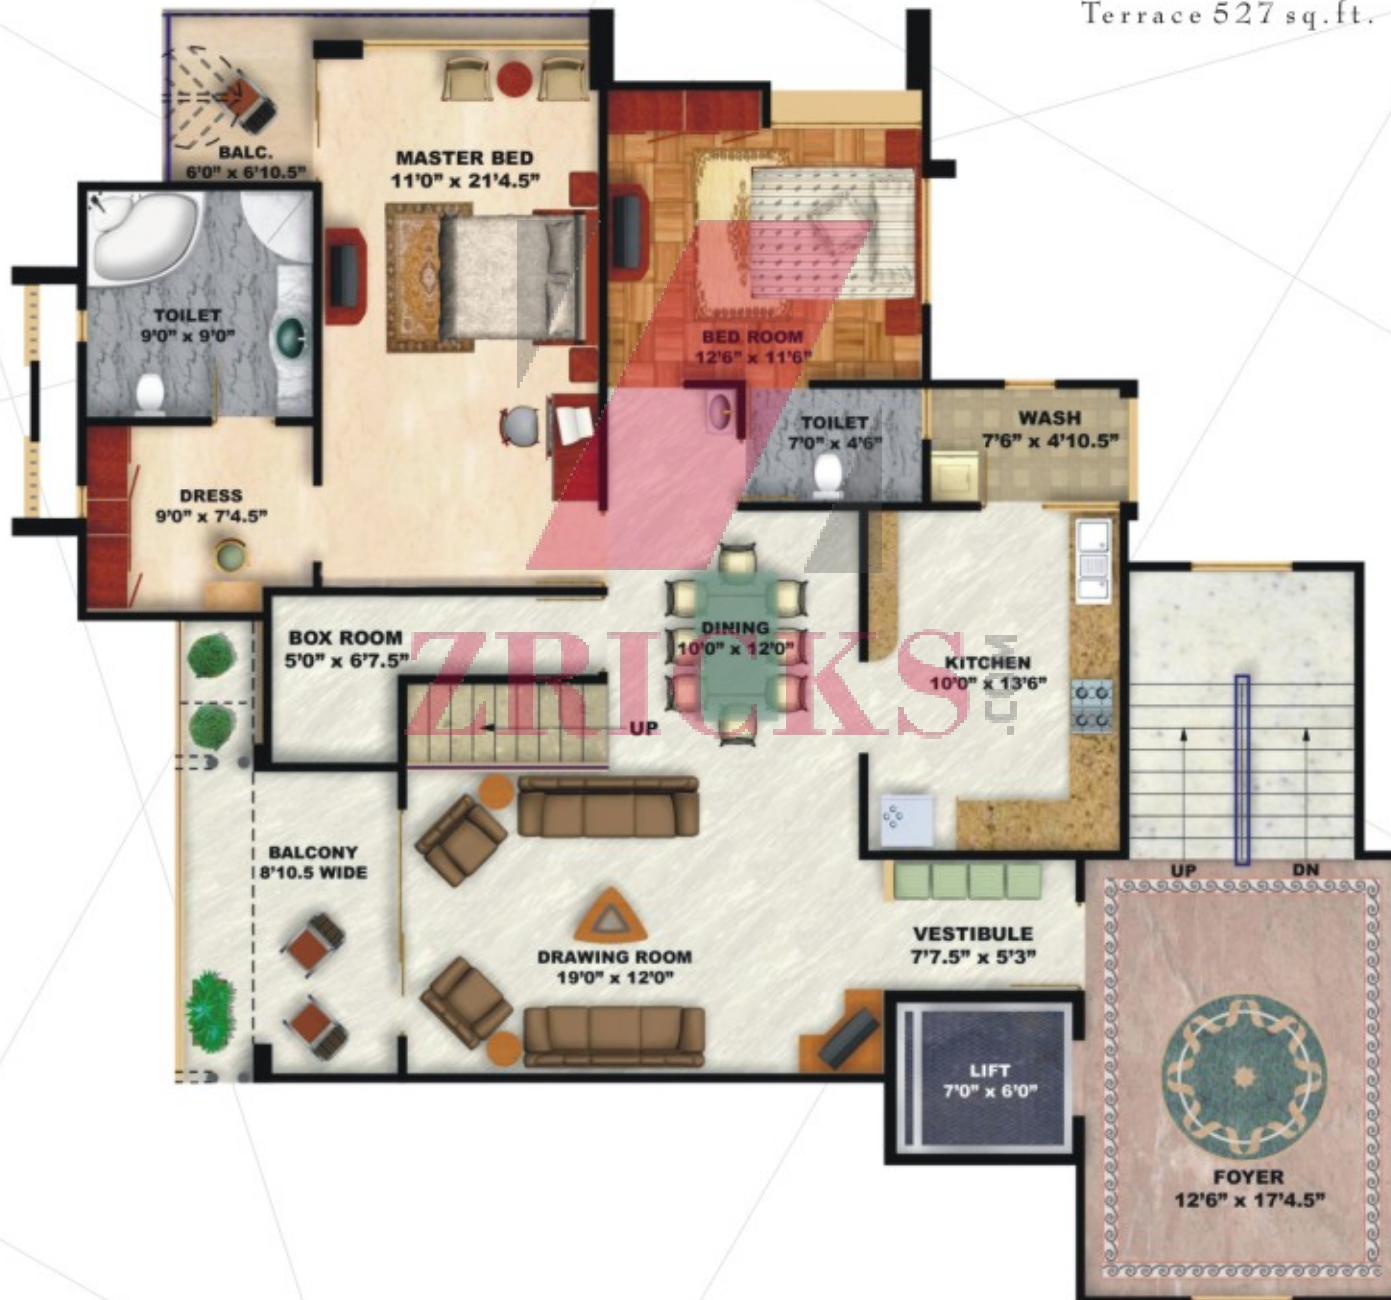 Terrace 527 sq.ft.
BALC.
6'0" x 6'10.5"
MASTER BED
11'0" x 21'4.5"
TOILET
9'0" x 9'0"
BED ROOM
12'6" x 11'6"
TOILET
7'0" x 4'6"
WASH
7'6" x 4'10.5"
DRESS
9'0" x 7'4.5"
BOX ROOM
5'0" x 6'7.5"
DINING
10'0" x 12'0"
KITCHEN
10'0" x 13'6"
ZRICKS
.COM
UP
BALCONY
8'10.5 WIDE
DRAWING ROOM
19'0" x 12'0"
VESTIBULE
7'7.5" x 5'3"
UP
DN
LIFT
7'0" x 6'0"
FOYER
12'6" x 17'4.5"